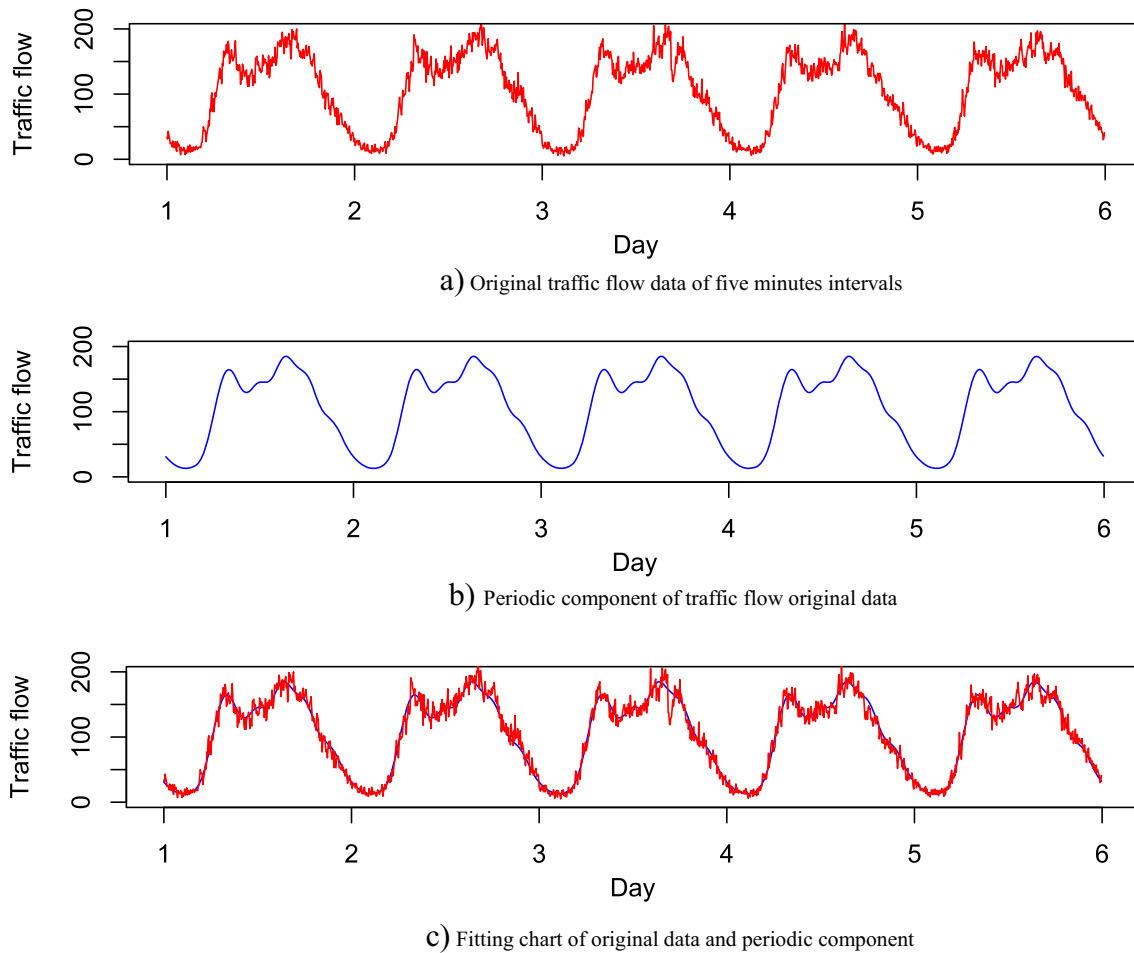 Traffic flow
200
100
0
1 2 3 4 5 6
Day
a) Original traffic flow data of five minutes intervals
Traffic flow
200
100
0
1 2 3 4 5 6
Day
b) Periodic component of traffic flow original data
Traffic flow
200
100
0
1 2 3 4 5 6
Day
c) Fitting chart of original data and periodic component